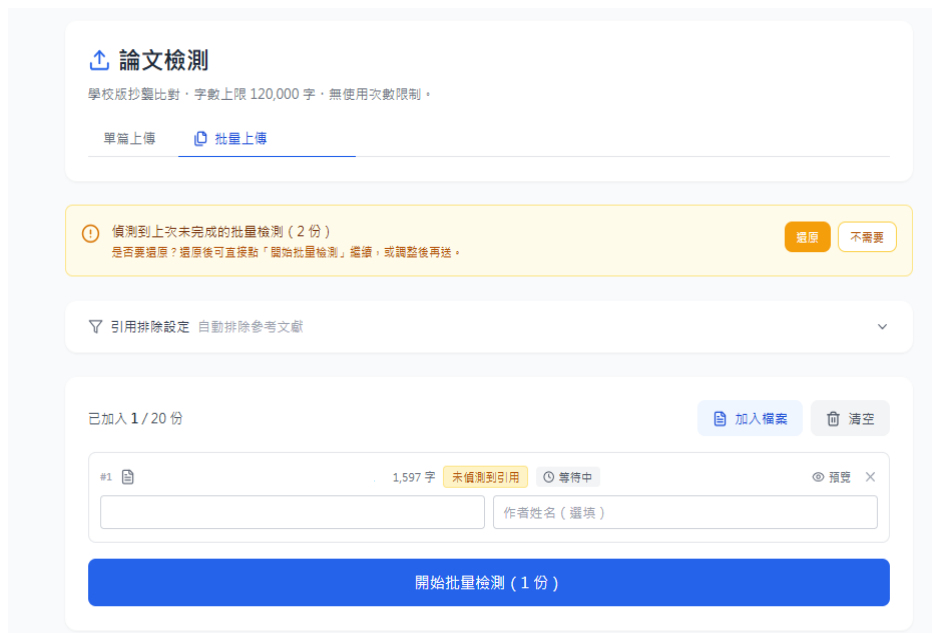 論文檢測
學校版抄襲比對・字數上限 120,000 字・無使用次數限制。
單篇上傳 批量上傳
偵測到上次未完成的批量檢測(2 份)
是否要還原？還原後可直接點「開始批量檢測」繼續，或調整後再送。
還原 不需要
引用排除設定 自動排除參考文獻
已加入 1 / 20 份 加入檔案 清空
#1 1,597 字 未偵測到引用 等待中 預覽
作者姓名(選填)
開始批量檢測(1 份)